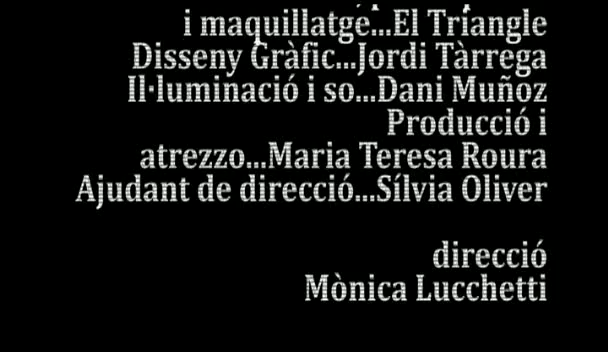 i maquillatge...El Triangle
Disseny Gràfic...Jordi Tàrrega
Il·luminació i so...Dani Muñoz
Producció i
atrezzo...Maria Teresa Roura
Ajudant de direcció...Sílvia Oliver
direcció
Mònica Lucchetti